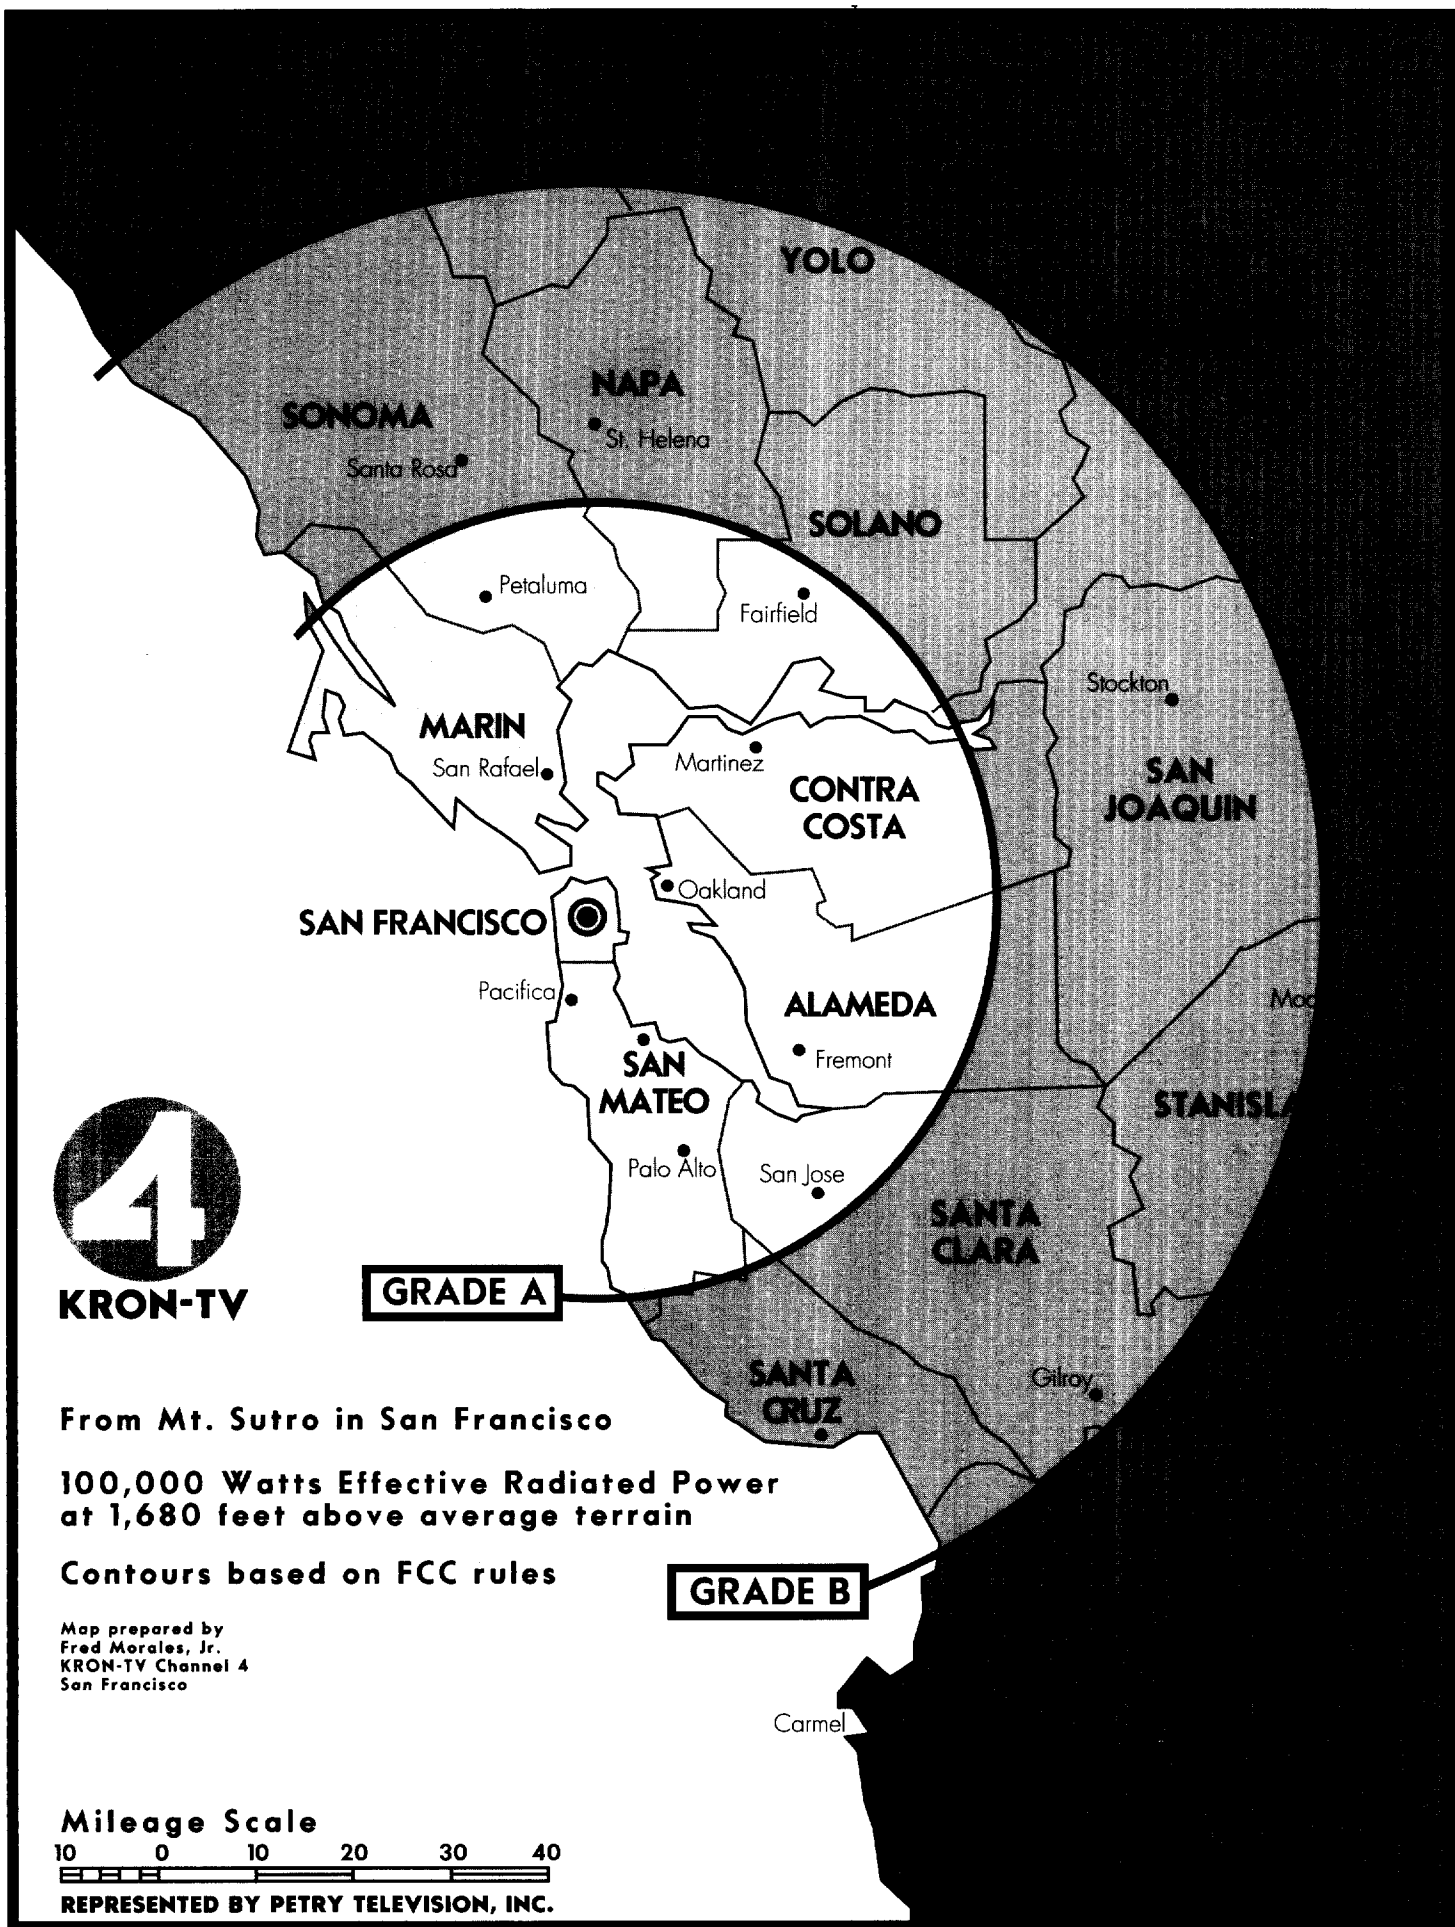 YOLO
NAPA
SONOMA
St. Helena
Santa Rosa
SOLANO
Petaluma
Fairfield
Stockton
MARIN
San Rafael
Martinez
SAN
JOAQUIN
CONTRA
COSTA
Oakland
SAN FRANCISCO
Pacifica
ALAMEDA
Fremont
SAN
MATEO
STANISLA
Palo Alto
San Jose
SANTA
CLARA
4
KRON-TV
GRADE A
SANTA
CRUZ
Gilroy
From Mt. Sutro in San Francisco
100,000 Watts Effective Radiated Power
at 1,680 feet above average terrain
Contours based on FCC rules
GRADE B
Map prepared by
Fred Morales, Jr.
KRON-TV Channel 4
San Francisco
Carmel
Mileage Scale
10 0 10 20 30 40
REPRESENTED BY PETRY TELEVISION, INC.